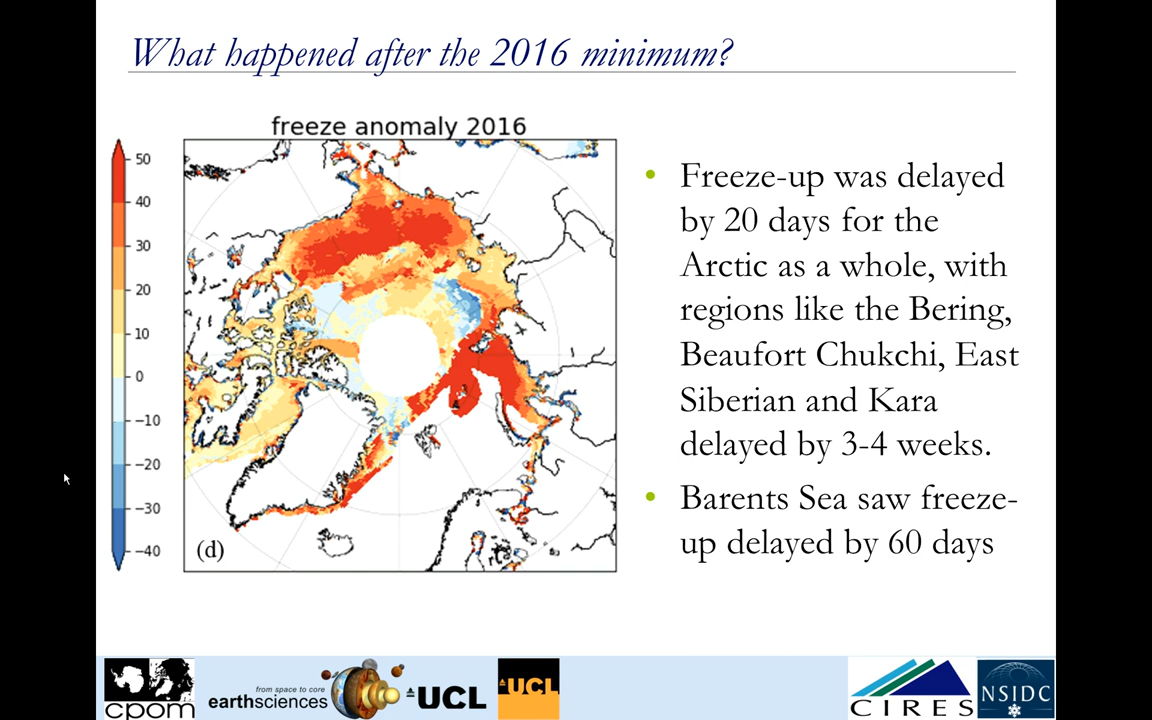 What happened after the 2016 minimum?
freeze anomaly 2016
50
40
30
20
10
0
−10
−20
−30
−40
(d)
• Freeze-up was delayed
by 20 days for the
Arctic as a whole, with
regions like the Bering,
Beaufort Chukchi, East
Siberian and Kara
delayed by 3-4 weeks.
• Barents Sea saw freeze-
up delayed by 60 days
cpom
from space to core
earthsciences
UCL
UCL
CIRES
NSIDC